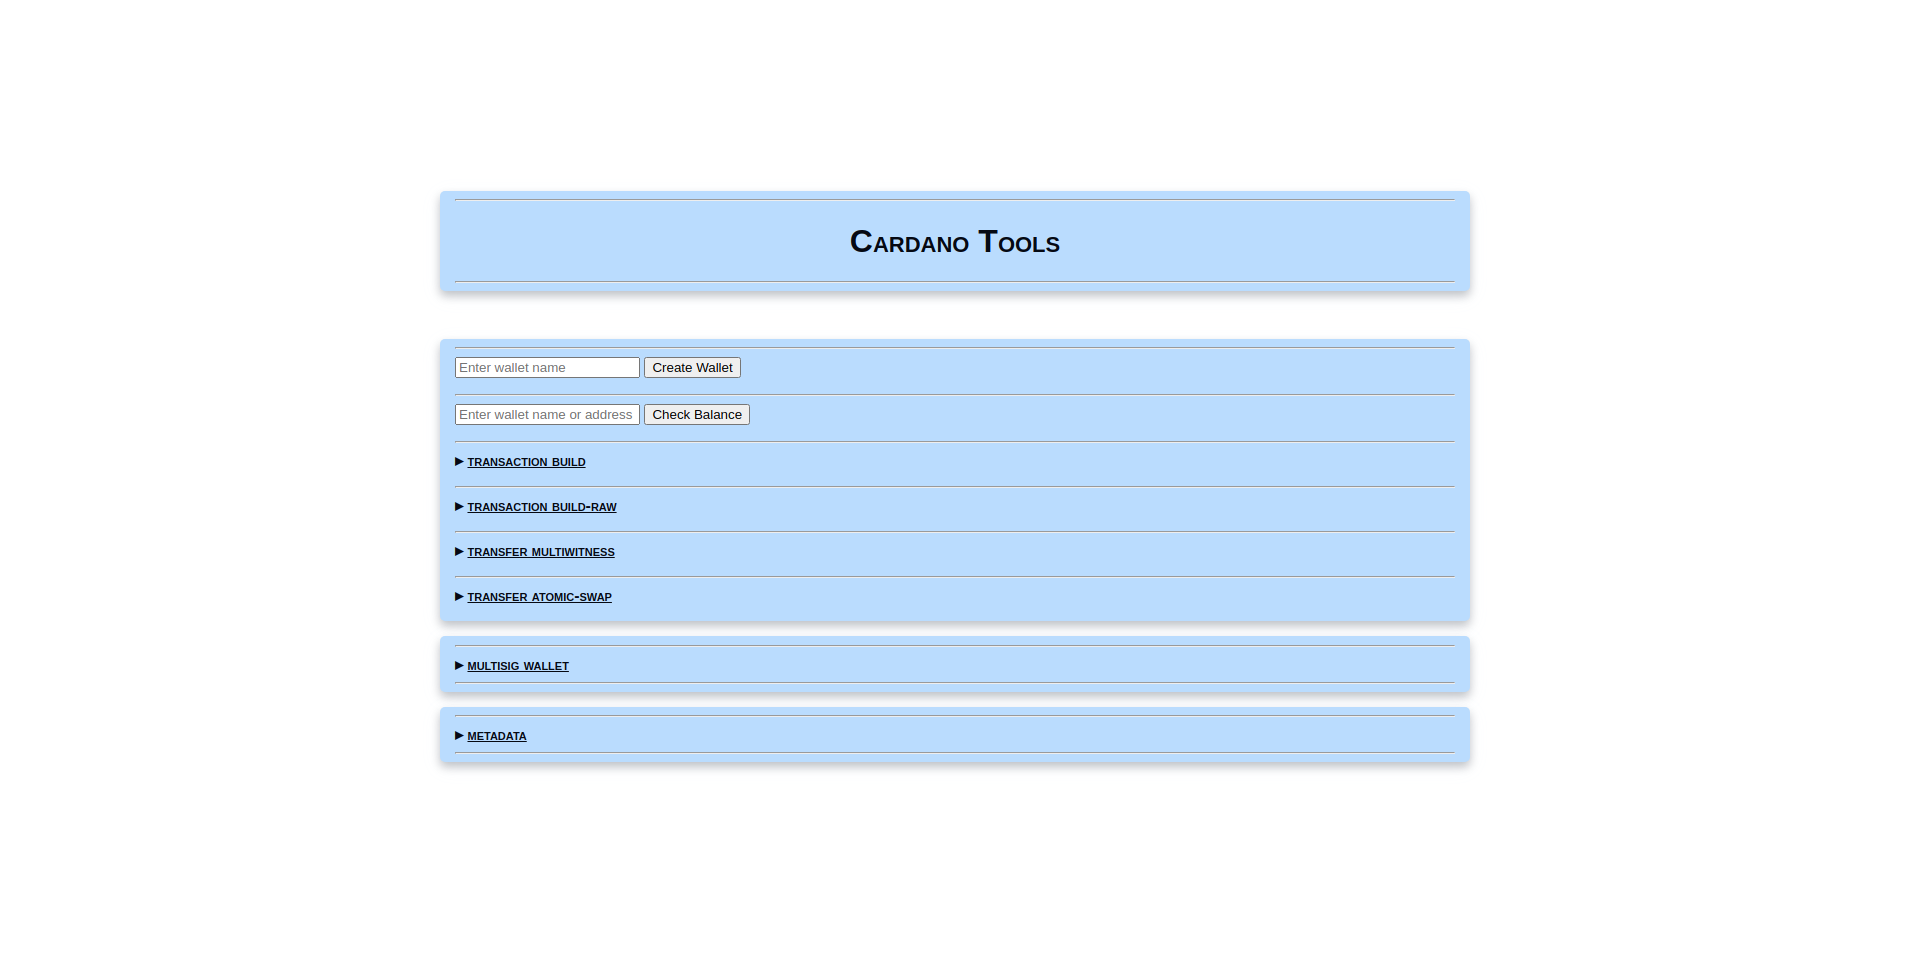 Cardano Tools
Enter wallet name Create Wallet
Enter wallet name or address Check Balance
▶ transaction build
▶ transaction build-raw
▶ transfer multiwitness
▶ transfer atomic-swap
▶ multisig wallet
▶ metadata